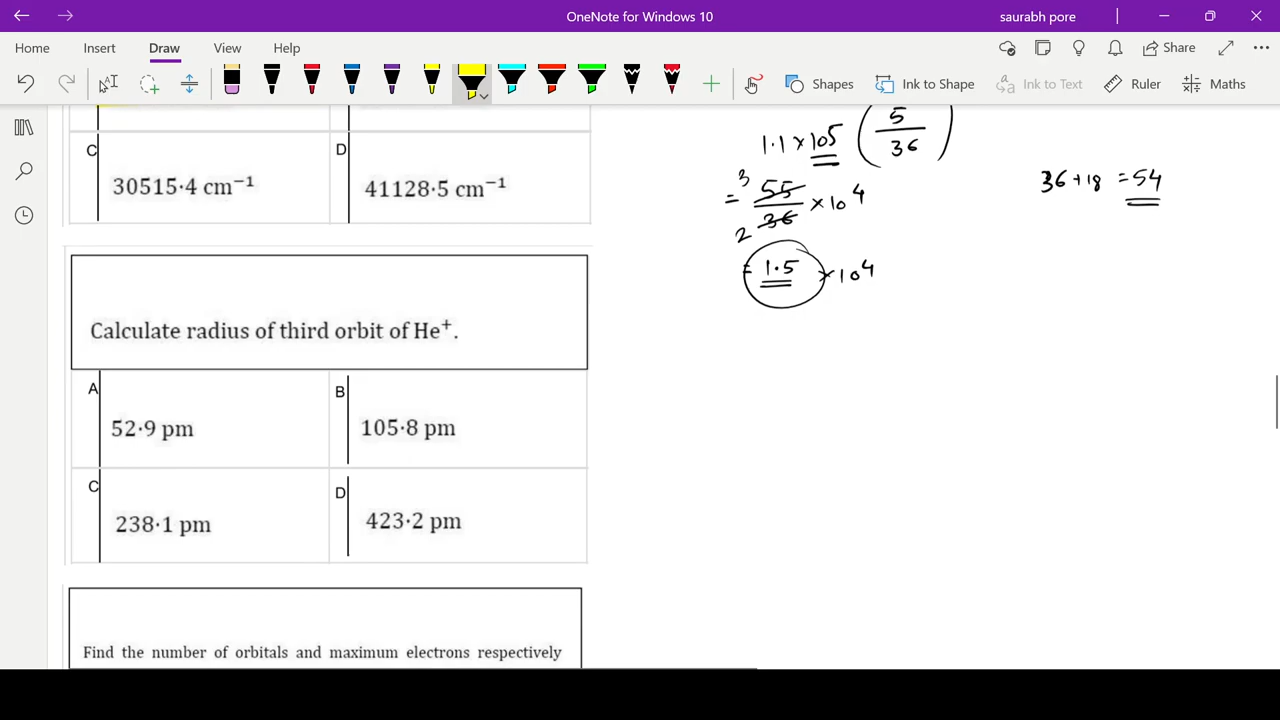 OneNote for Windows 10
saurabh pore
Home Insert Draw View Help
Share
Shapes
Ink to Shape
Ink to Text
Ruler
Maths
C
30515·4 cm⁻¹
D
41128·5 cm⁻¹
Calculate radius of third orbit of He⁺.
A
52·9 pm
B
105·8 pm
C
238·1 pm
D
423·2 pm
Find the number of orbitals and maximum electrons respectively
1.1 × 10⁵ (5/36)
= 3 55/36 2 × 10⁴
= 1.5 × 10⁴
36 + 18 = 54